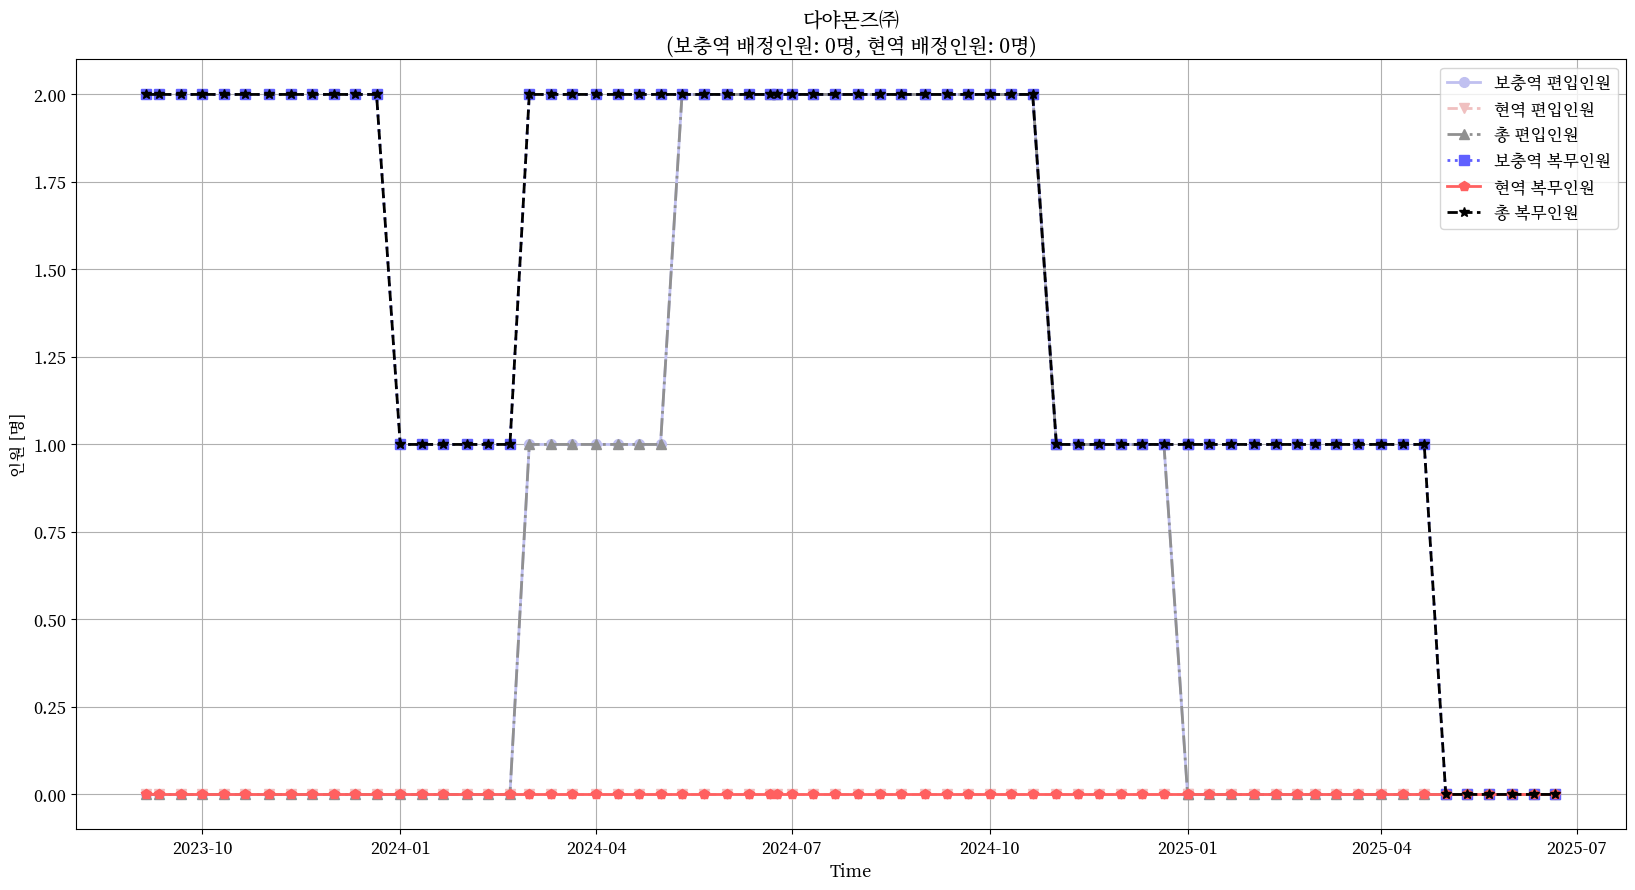 다야몬즈㈜
(보충역 배정인원: 0명, 현역 배정인원: 0명)
보충역 편입인원
현역 편입인원
총 편입인원
보충역 복무인원
현역 복무인원
총 복무인원
인원 [명]
2.00
1.75
1.50
1.25
1.00
0.75
0.50
0.25
0.00
2023-10
2024-01
2024-04
2024-07
2024-10
2025-01
2025-04
2025-07
Time